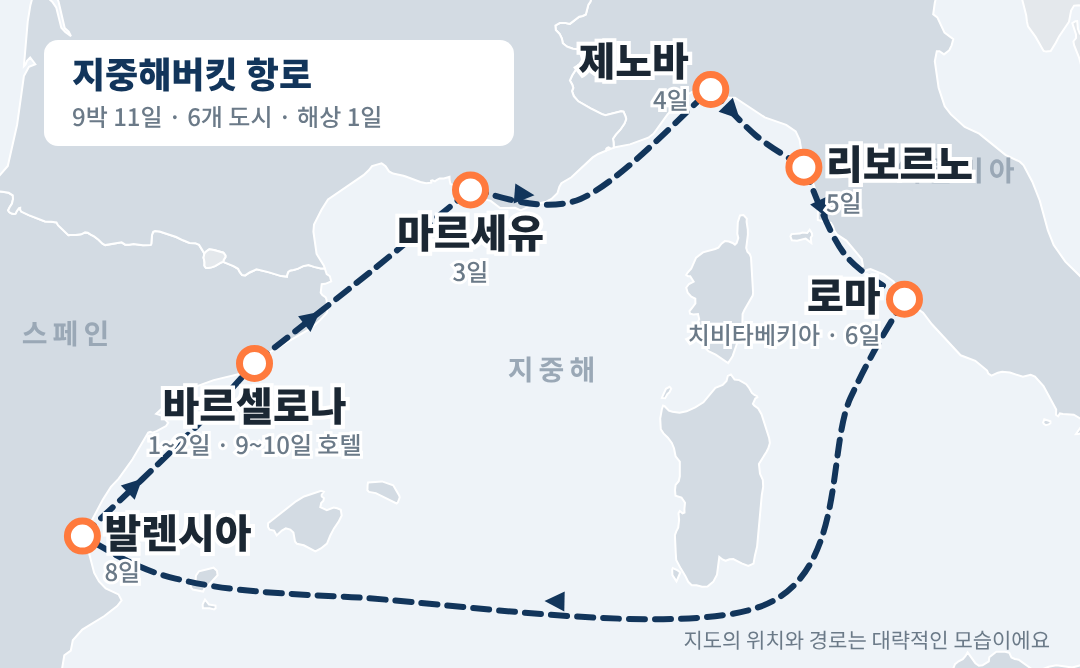 지중해버킷 항로
9박 11일 · 6개 도시 · 해상 1일
제노바
4일
리보르노
5일
아
마르세유
3일
로마
치비타베키아 · 6일
스페인
지중해
바르셀로나
1~2일 · 9~10일 호텔
발렌시아
8일
지도의 위치와 경로는 대략적인 모습이에요